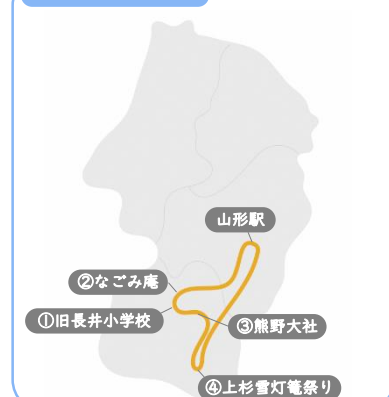 山形駅
②なごみ庵
①旧長井小学校
③熊野大社
④上杉雪灯篭祭り